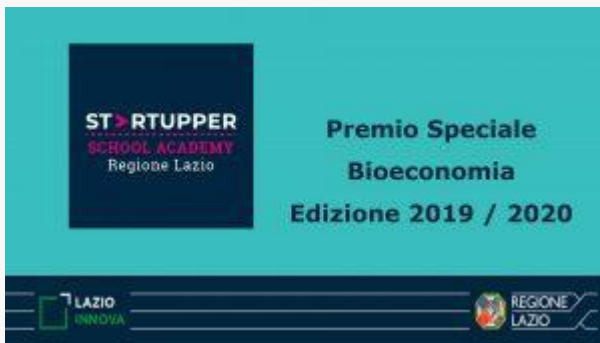 ST>RTUPPER
SCHOOL ACADEMY
Regione Lazio
Premio Speciale
Bioeconomia
Edizione 2019 / 2020
LAZIO
INNOVA
REGIONE
LAZIO